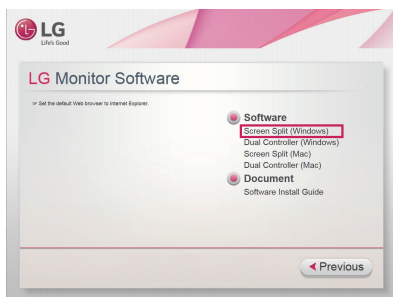 LG
Life's Good
LG Monitor Software
☞ Set the default Web browser to Internet Explorer.
Software
Screen Split (Windows)
Dual Controller (Windows)
Screen Split (Mac)
Dual Controller (Mac)
Document
Software Install Guide
Previous